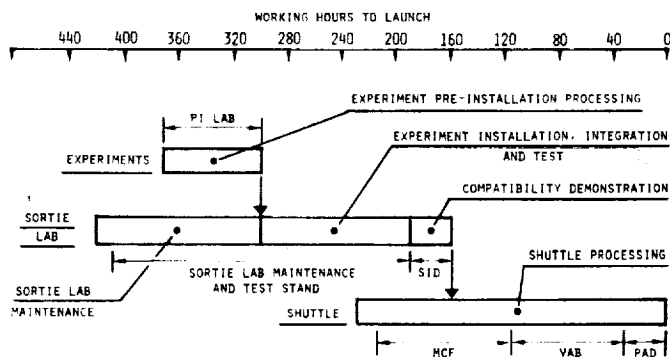 WORKING HOURS TO LAUNCH
440 400 360 320 280 240 200 160 120 80 40 0
EXPERIMENT PRE-INSTALLATION PROCESSING
PI LAB
EXPERIMENT INSTALLATION, INTEGRATION
AND TEST
EXPERIMENTS
COMPATIBILITY DEMONSTRATION
SORTIE
LAB
SHUTTLE PROCESSING
SORTIE LAB MAINTENANCE
AND TEST STAND
SID
SORTIE LAB
MAINTENANCE
SHUTTLE
MCF VAB PAD